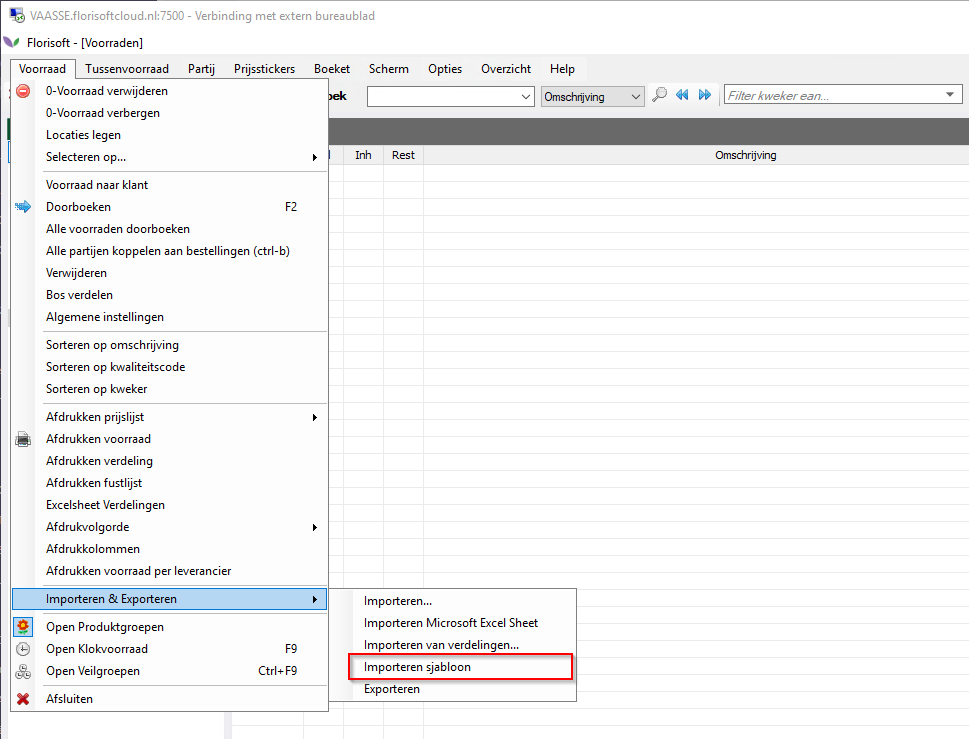 VAASSE.florisoftcloud.nl:7500 - Verbinding met extern bureaublad
Florisoft - [Voorraden]
Voorraad Tussenvoorraad Partij Prijsstickers Boeket Scherm Opties Overzicht Help
Omschrijving Filter kweker ean...
Inh Rest Omschrijving
0-Voorraad verwijderen
0-Voorraad verbergen
Locaties legen
Selecteren op...
Voorraad naar klant
Doorboeken F2
Alle voorraden doorboeken
Alle partijen koppelen aan bestellingen (ctrl-b)
Verwijderen
Bos verdelen
Algemene instellingen
Sorteren op omschrijving
Sorteren op kwaliteitscode
Sorteren op kweker
Afdrukken prijslijst
Afdrukken voorraad
Afdrukken verdeling
Afdrukken fustlijst
Excelsheet Verdelingen
Afdrukvolgorde
Afdrukkolommen
Afdrukken voorraad per leverancier
Importeren & Exporteren
Open Produktgroepen
Open Klokvoorraad F9
Open Veilgroepen Ctrl+F9
Afsluiten
Importeren...
Importeren Microsoft Excel Sheet
Importeren van verdelingen...
Importeren sjabloon
Exporteren